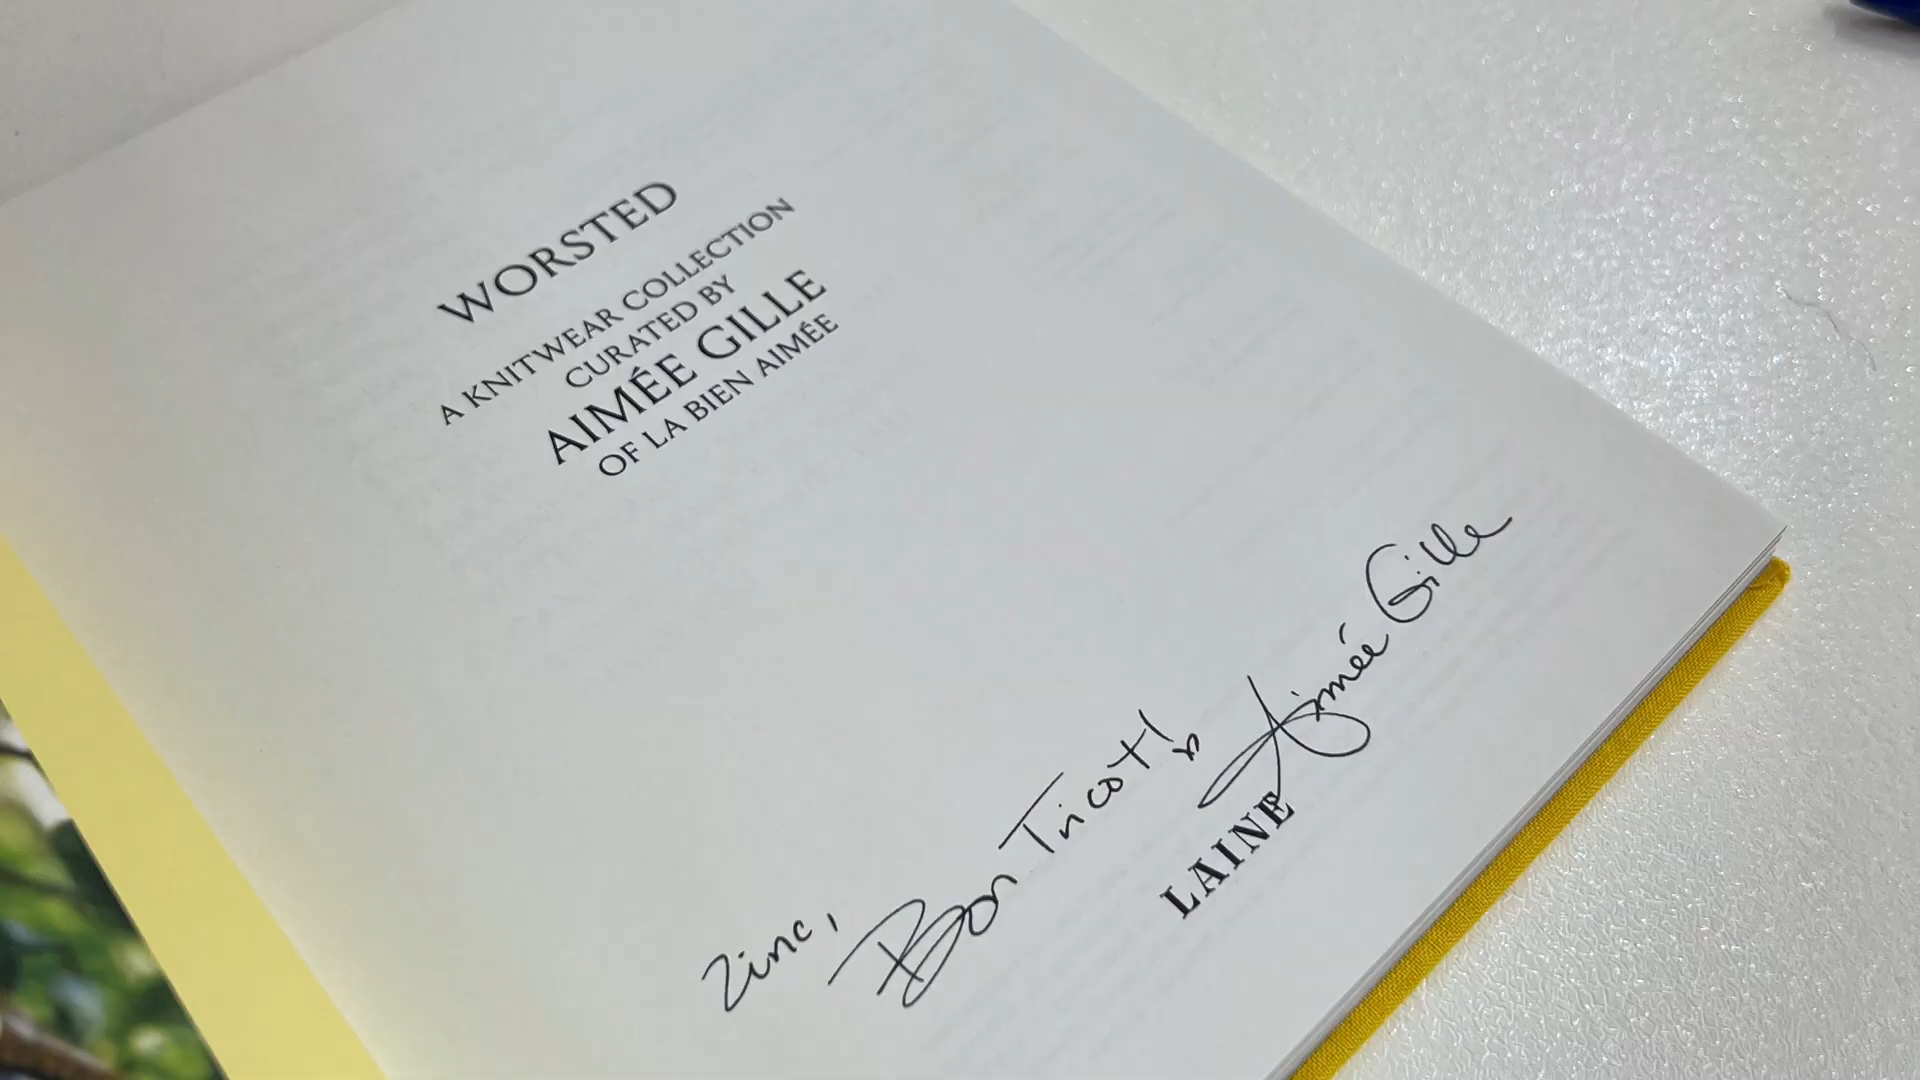 WORSTED
A KNITWEAR COLLECTION
CURATED BY
AIMÉE GILLE
OF LA BIEN AIMÉE
Zinc,
Bon Tricot!
Aimée Gille
LAINE